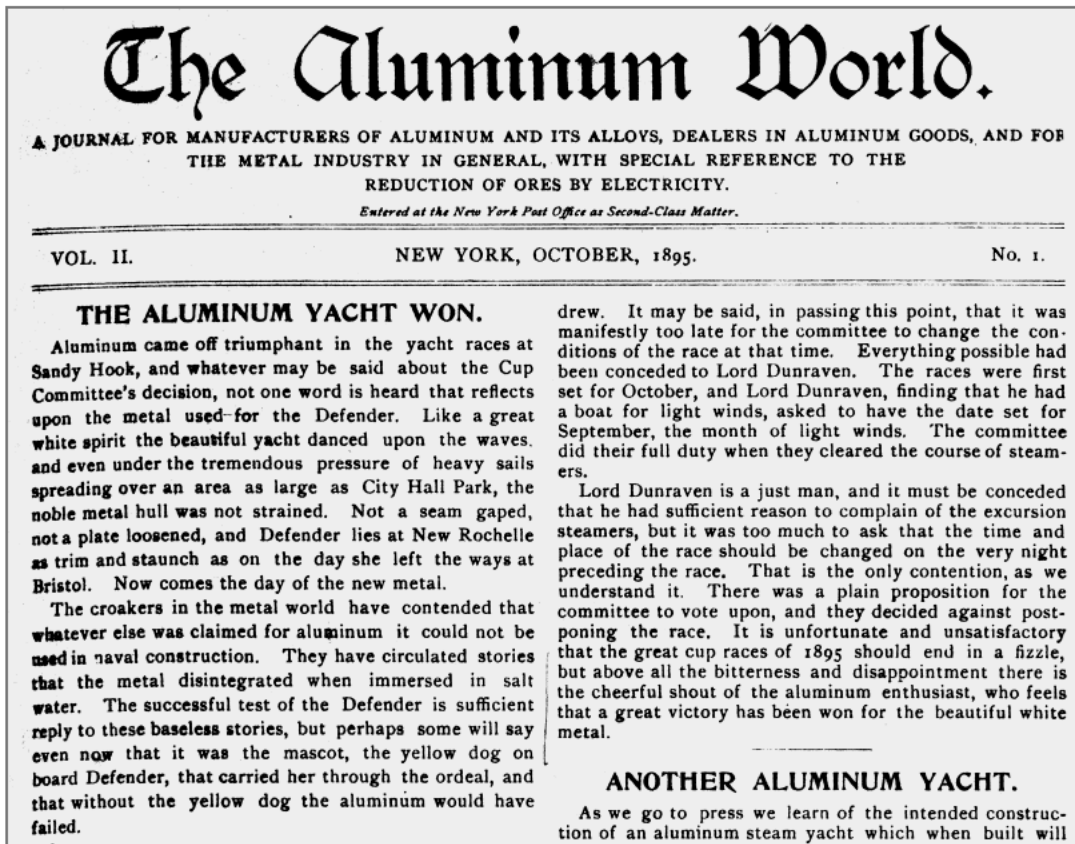 The Aluminum World.
A JOURNAL FOR MANUFACTURERS OF ALUMINUM AND ITS ALLOYS, DEALERS IN ALUMINUM GOODS, AND FOR
THE METAL INDUSTRY IN GENERAL, WITH SPECIAL REFERENCE TO THE
REDUCTION OF ORES BY ELECTRICITY.
Entered at the New York Post Office as Second-Class Matter.
VOL. II. NEW YORK, OCTOBER, 1895. No. 1.
THE ALUMINUM YACHT WON.
Aluminum came off triumphant in the yacht races at
Sandy Hook, and whatever may be said about the Cup
Committee's decision, not one word is heard that reflects
upon the metal used for the Defender. Like a great
white spirit the beautiful yacht danced upon the waves.
and even under the tremendous pressure of heavy sails
spreading over an area as large as City Hall Park, the
noble metal hull was not strained. Not a seam gaped,
not a plate loosened, and Defender lies at New Rochelle
as trim and staunch as on the day she left the ways at
Bristol. Now comes the day of the new metal.
The croakers in the metal world have contended that
whatever else was claimed for aluminum it could not be
used in naval construction. They have circulated stories
that the metal disintegrated when immersed in salt
water. The successful test of the Defender is sufficient
reply to these baseless stories, but perhaps some will say
even now that it was the mascot, the yellow dog on
board Defender, that carried her through the ordeal, and
that without the yellow dog the aluminum would have
failed.
drew. It may be said, in passing this point, that it was
manifestly too late for the committee to change the con-
ditions of the race at that time. Everything possible had
been conceded to Lord Dunraven. The races were first
set for October, and Lord Dunraven, finding that he had
a boat for light winds, asked to have the date set for
September, the month of light winds. The committee
did their full duty when they cleared the course of steam-
ers.
Lord Dunraven is a just man, and it must be conceded
that he had sufficient reason to complain of the excursion
steamers, but it was too much to ask that the time and
place of the race should be changed on the very night
preceding the race. That is the only contention, as we
understand it. There was a plain proposition for the
committee to vote upon, and they decided against post-
poning the race. It is unfortunate and unsatisfactory
that the great cup races of 1895 should end in a fizzle,
but above all the bitterness and disappointment there is
the cheerful shout of the aluminum enthusiast, who feels
that a great victory has been won for the beautiful white
metal.
ANOTHER ALUMINUM YACHT.
As we go to press we learn of the intended construc-
tion of an aluminum steam yacht which when built will